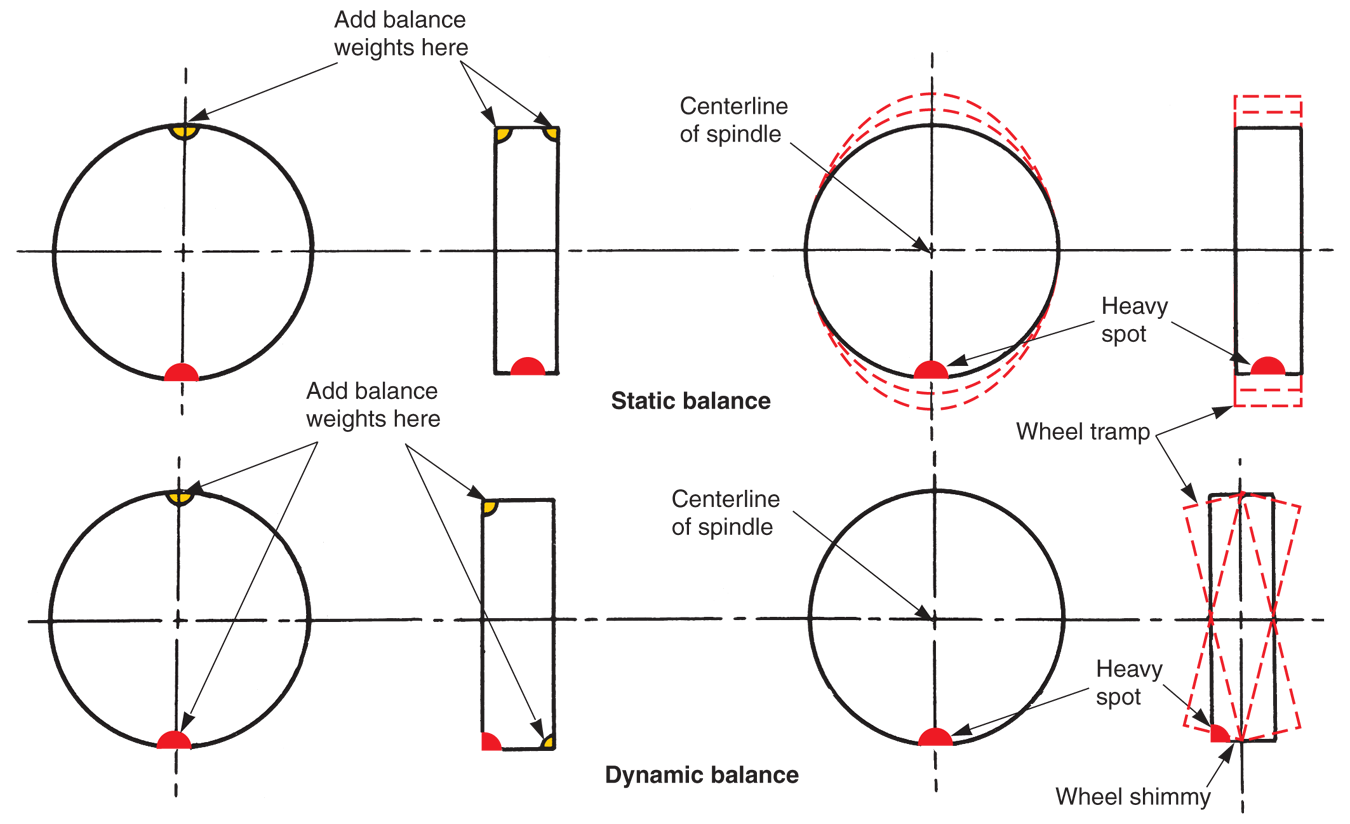 Add balance
weights here
Centerline
of spindle
Heavy
spot
Static balance
Wheel tramp
Add balance
weights here
Centerline
of spindle
Heavy
spot
Dynamic balance
Wheel shimmy